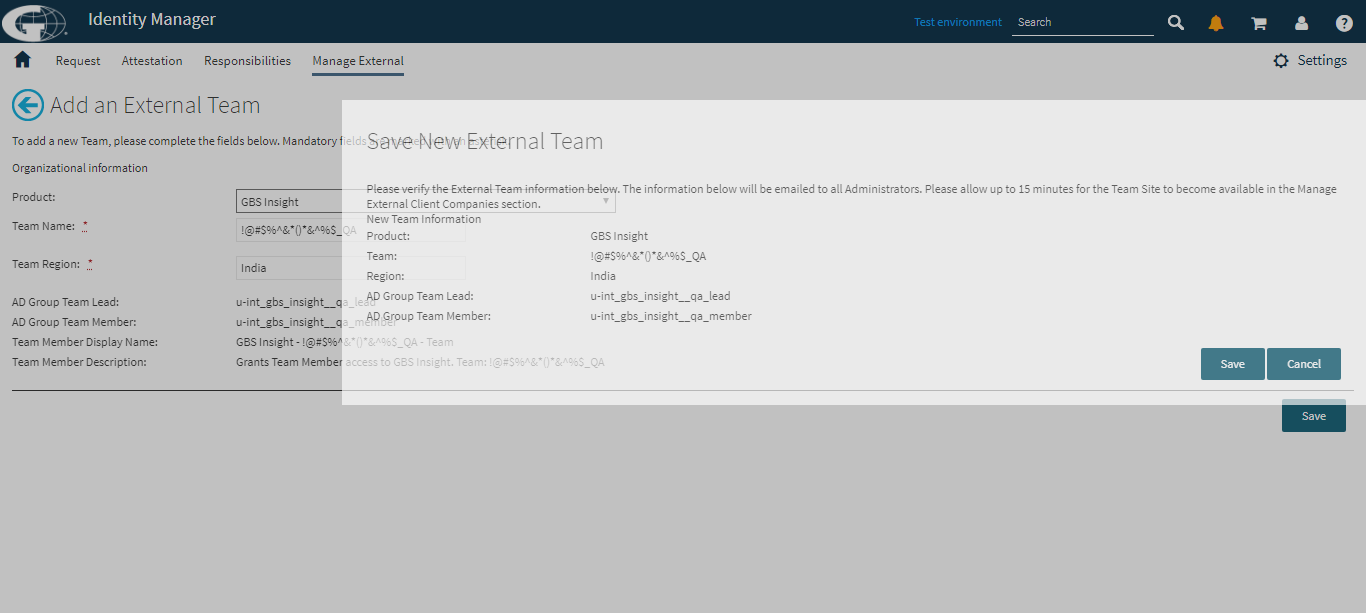 Identity Manager
Test environment
Search
Request Attestation Responsibilities Manage External
Settings
Add an External Team
To add a new Team, please complete the fields below. Mandatory fields are marked with an asterisk.
Organizational information
Product: GBS Insight
Team Name: * !@#$%^&*()*&^%$_QA
Team Region: * India
AD Group Team Lead: u-int_gbs_insight__qa_lead
AD Group Team Member: u-int_gbs_insight__qa_member
Team Member Display Name: GBS Insight - !@#$%^&*()*&^%$_QA - Team
Team Member Description: Grants Team Member access to GBS Insight. Team: !@#$%^&*()*&^%$_QA
Save
Save New External Team
Please verify the External Team information below. The information below will be emailed to all Administrators. Please allow up to 15 minutes for the Team Site to become available in the Manage
External Client Companies section.
New Team Information
Product: GBS Insight
Team: !@#$%^&*()*&^%$_QA
Region: India
AD Group Team Lead: u-int_gbs_insight__qa_lead
AD Group Team Member: u-int_gbs_insight__qa_member
Save Cancel